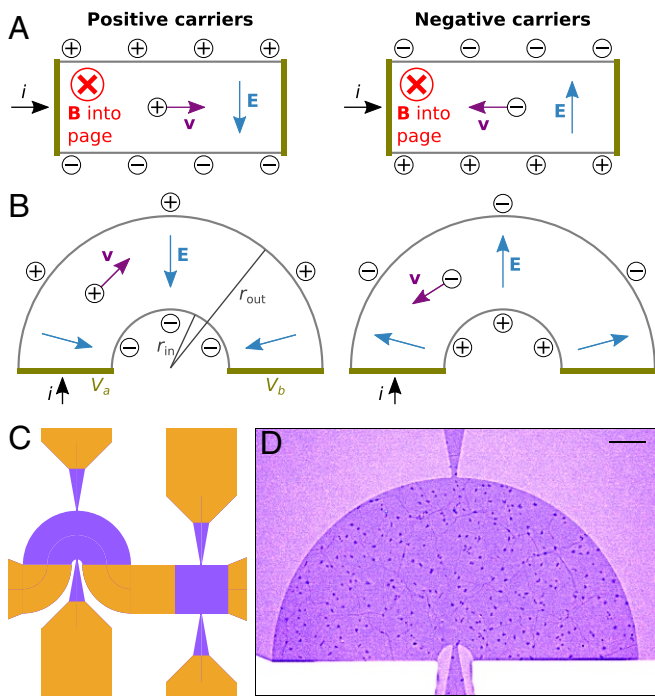 Positive carriers
Negative carriers
A
i
B into
page
+
v
E
i
B into
page
v
−
E
B
v
+
E
r_out
r_in
i
V_a
V_b
v
−
E
i
C
D